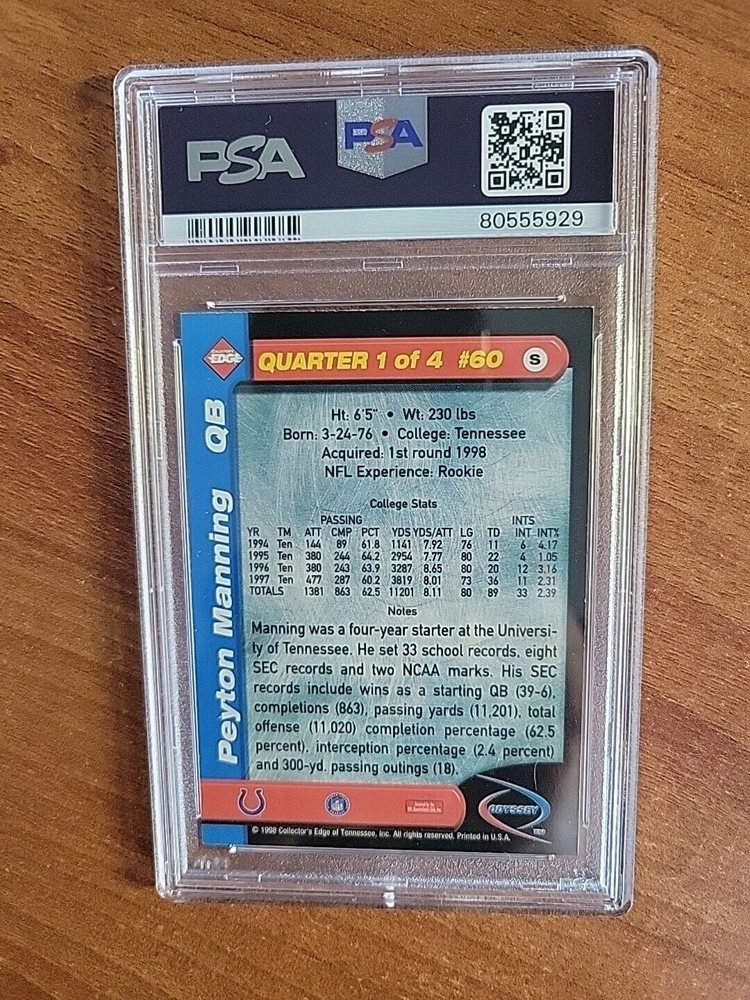 PSA
PSA
80555929
COLLECTOR'S
EDGE
QUARTER 1 of 4 #60
S
Peyton Manning QB
Ht: 6'5" • Wt: 230 lbs
Born: 3-24-76 • College: Tennessee
Acquired: 1st round 1998
NFL Experience: Rookie
College Stats
PASSING INTS
YR TM ATT CMP PCT YDS YDS/ATT LG TD INT INT%
1994 Ten 144 89 61.8 1141 7.92 76 11 6 4.17
1995 Ten 380 244 64.2 2954 7.77 80 22 4 1.05
1996 Ten 380 243 63.9 3287 8.65 80 20 12 3.16
1997 Ten 477 287 60.2 3819 8.01 73 36 11 2.31
TOTALS 1381 863 62.5 11201 8.11 80 89 33 2.39
Notes
Manning was a four-year starter at the Universi-
ty of Tennessee. He set 33 school records, eight
SEC records and two NCAA marks. His SEC
records include wins as a starting QB (39-6),
completions (863), passing yards (11,201), total
offense (11,020) completion percentage (62.5
percent), interception percentage (2.4 percent)
and 300-yd. passing outings (18).
ODYSSEY
© 1998 Collector's Edge of Tennessee, Inc. All rights reserved. Printed in U.S.A.